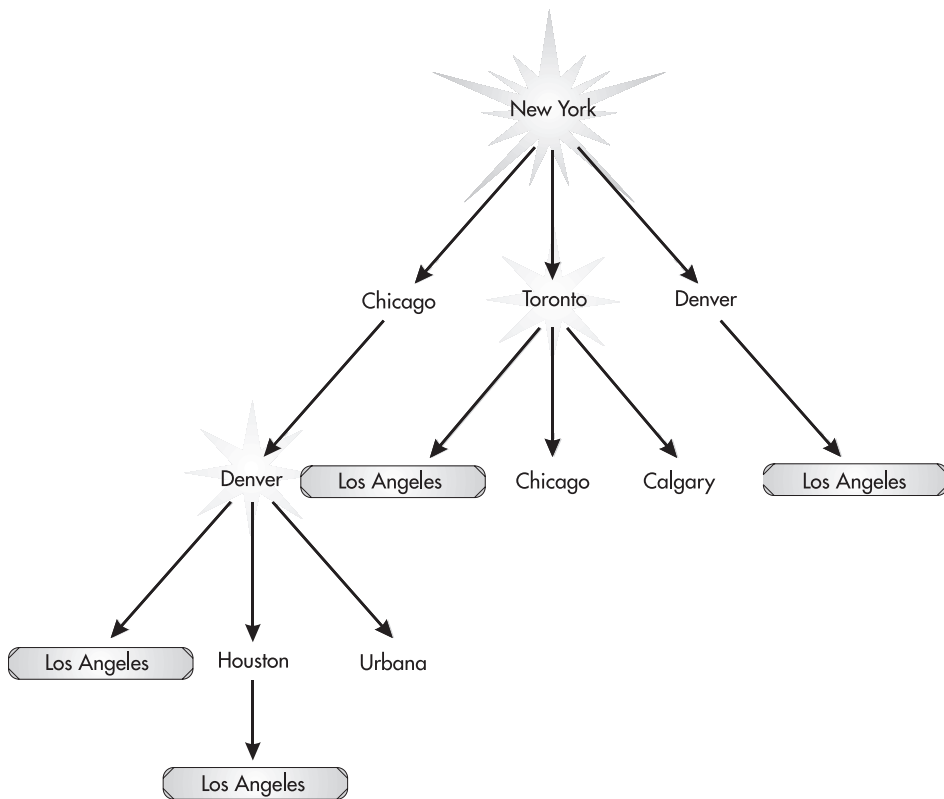 New York
Chicago
Toronto
Denver
Denver
Los Angeles
Chicago
Calgary
Los Angeles
Los Angeles
Houston
Urbana
Los Angeles